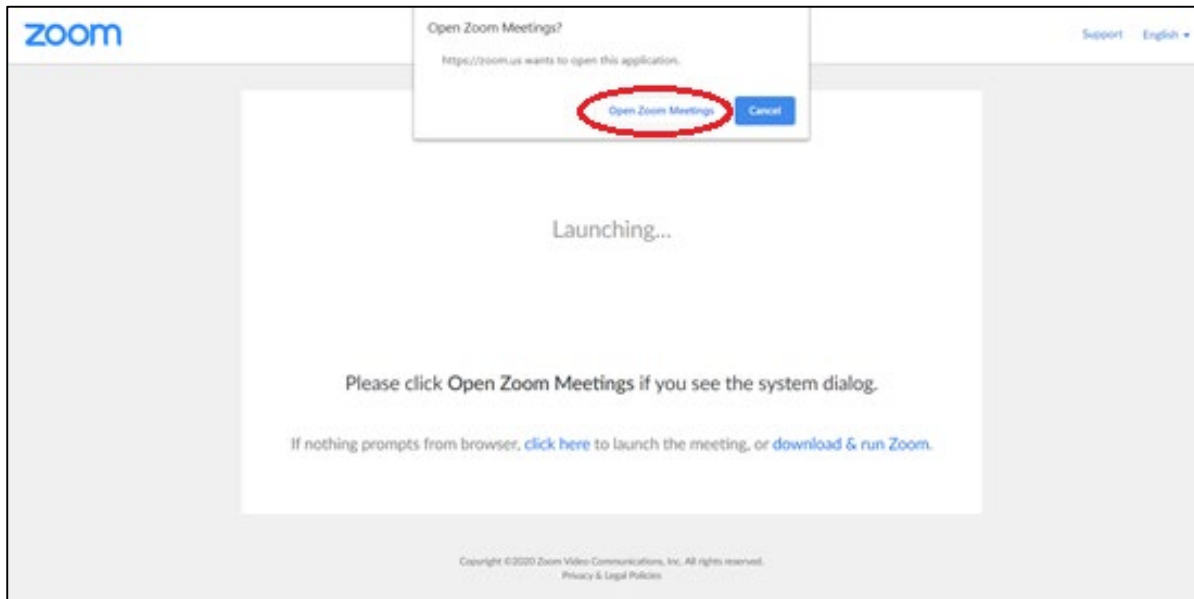 zoom
Support English
Open Zoom Meetings?
https://zoom.us wants to open this application.
Open Zoom Meetings Cancel
Launching...
Please click Open Zoom Meetings if you see the system dialog.
If nothing prompts from browser, click here to launch the meeting, or download & run Zoom.
Copyright ©2020 Zoom Video Communications, Inc. All rights reserved.
Privacy & Legal Policies